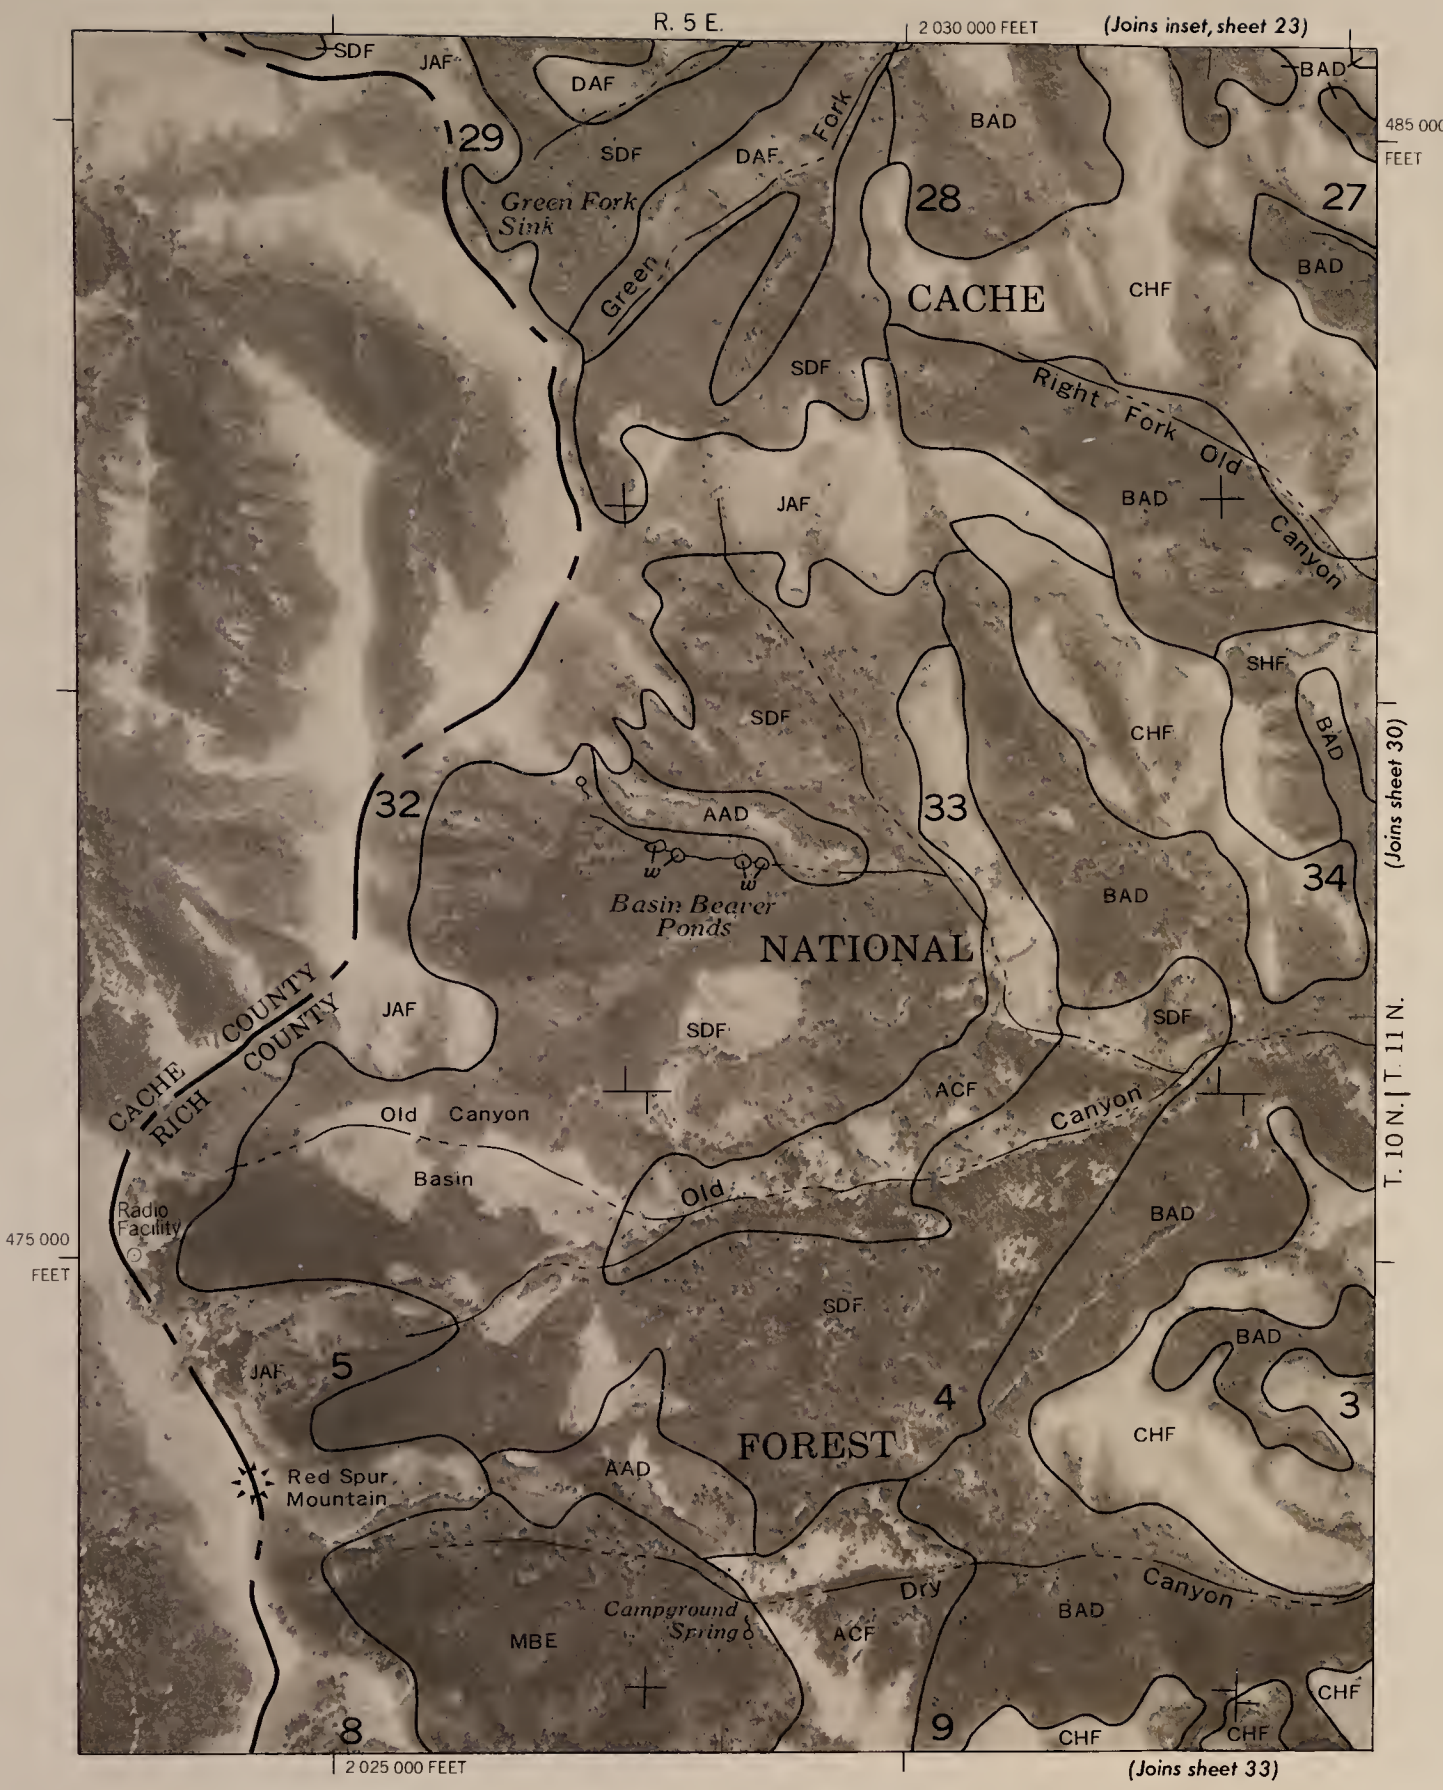 R. 5 E.
2 030 000 FEET
(Joins inset, sheet 23)
SDF
JAF
DAF
BAD
BAD
485 000
FEET
29
Fork
SDF
DAF
28
27
Green Fork
Sink
BAD
Green
CACHE
CHF
SDF
Right Fork Old Canyon
BAD
JAF
SHF
SDF
CHF
BAD
(Joins sheet 30)
32
AAD
33
w
w
34
BAD
Basin Beaver
Ponds
NATIONAL
CACHE COUNTY
RICH COUNTY
JAF
SDF
SDF
T. 10 N. | T. 11 N.
ACF
Canyon
Old Canyon
Basin
Old
BAD
Radio
Facility
475 000
FEET
SDF
BAD
JAF
5
4
3
CHF
FOREST
AAD
Red Spur
Mountain
Dry
Canyon
Campground
Spring
MBE
ACF
BAD
CHF
8
9
CHF
CHF
2 025 000 FEET
(Joins sheet 33)